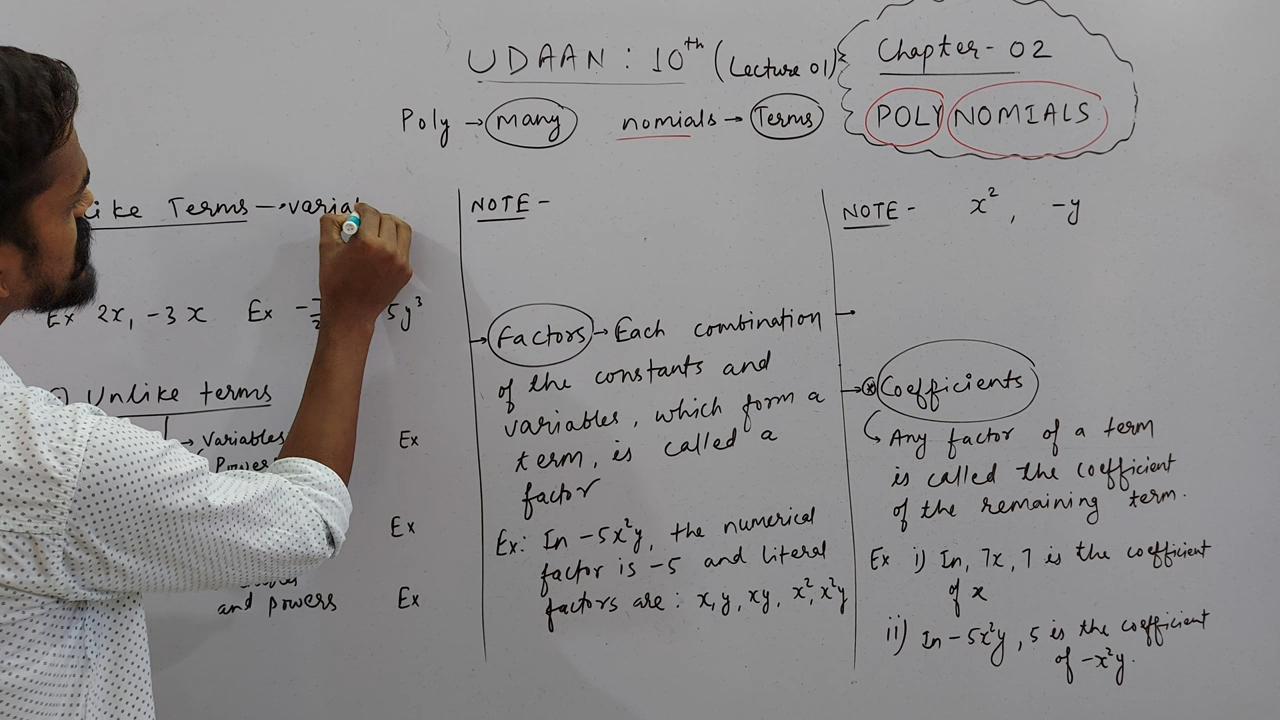 UDAAN : 10th (Lecture 01)
Chapter - 02
POLYNOMIALS
Poly → many nomials → Terms
like Terms → varia
Ex 2x, -3x Ex 5y³
Unlike terms
→ Variables Ex
Power
Ex
and powers Ex
NOTE -
→ Factors → Each combination
of the constants and
variables, which form a
term, is called a
factor
Ex: In -5x²y, the numerical
factor is -5 and literal
factors are : x, y, xy, x², x²y
NOTE - x² , -y
→
→ Coefficients
Any factor of a term
is called the coefficient
of the remaining term.
Ex i) In, 7x, 7 is the coefficient
of x
ii) In -5x²y, 5 is the coefficient
of -x²y.